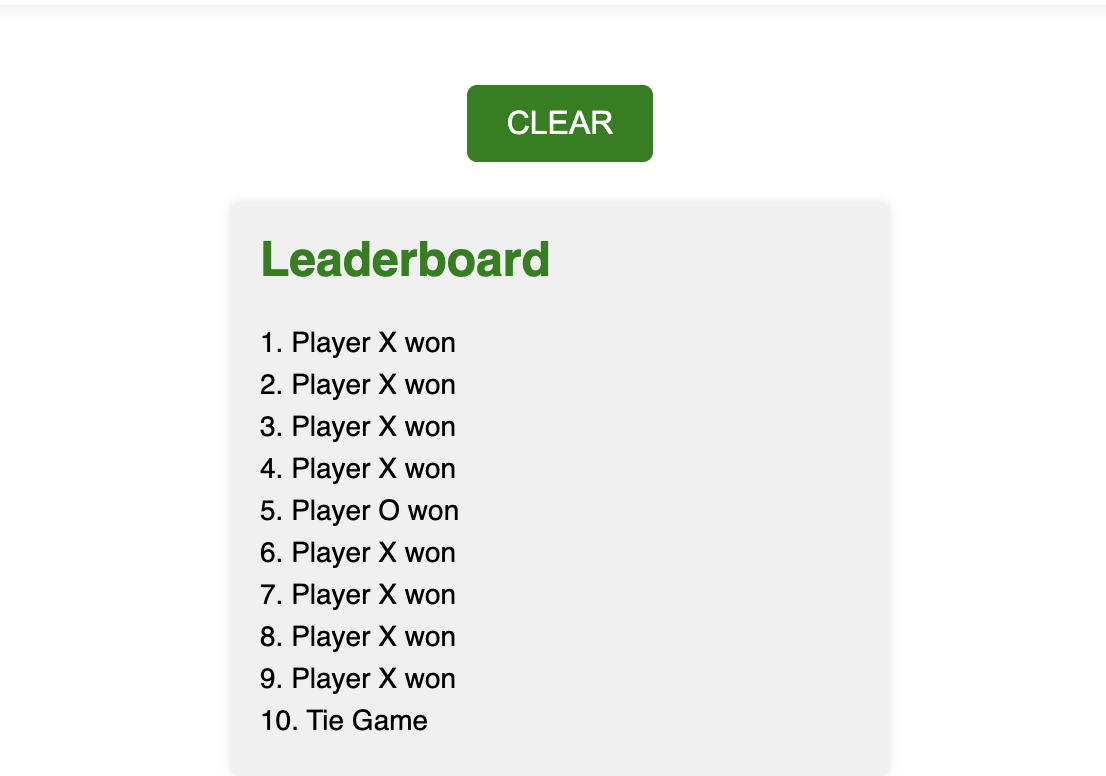 CLEAR
Leaderboard
1. Player X won
2. Player X won
3. Player X won
4. Player X won
5. Player O won
6. Player X won
7. Player X won
8. Player X won
9. Player X won
10. Tie Game